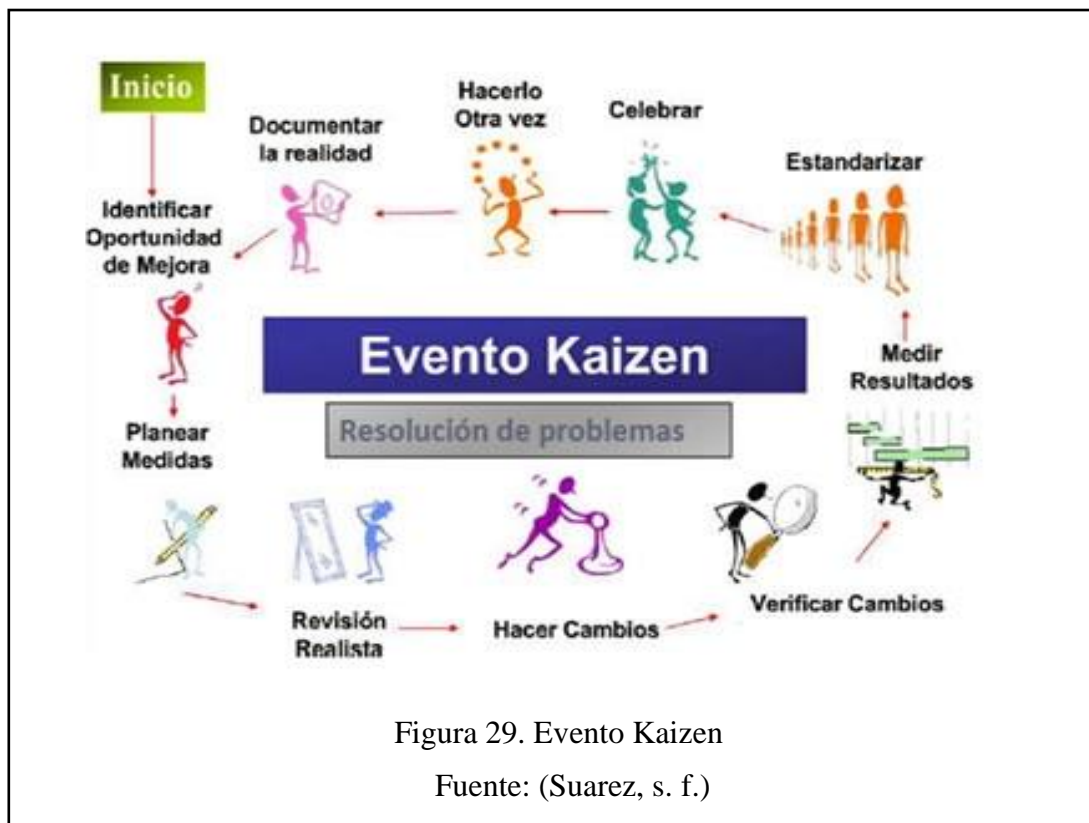 Inicio
Identificar
Oportunidad
de Mejora
Planear
Medidas
Revisión
Realista
Hacer Cambios
Verificar Cambios
Medir
Resultados
Estandarizar
Celebrar
Hacerlo
Otra vez
Documentar
la realidad
Evento Kaizen
Resolución de problemas
Figura 29. Evento Kaizen
Fuente: (Suarez, s. f.)